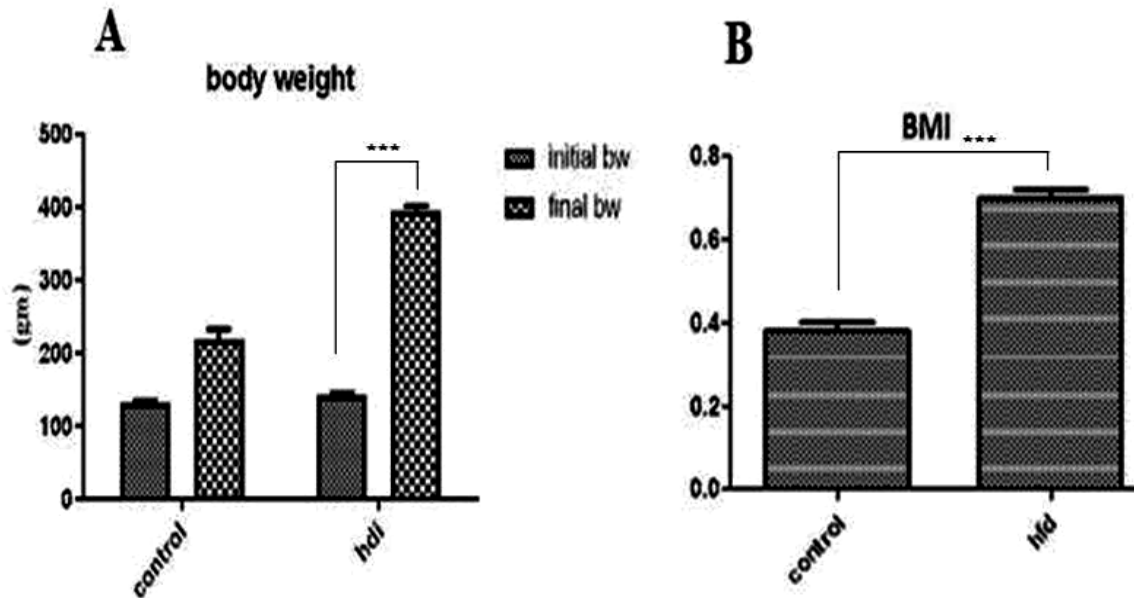 A
body weight
500
400
300
200
100
0
(gm)
***
initial bw
final bw
control
hdi
B
BMI
***
0.8
0.6
0.4
0.2
0.0
control
hfd